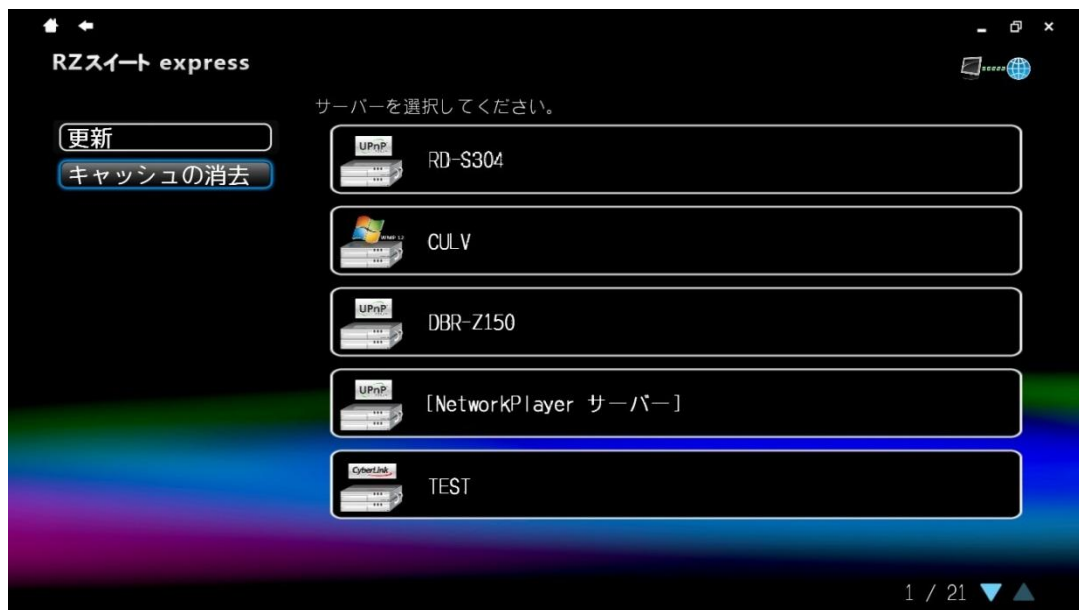 RZスイート express
サーバーを選択してください。
更新
キャッシュの消去
UPnP
RD-S304
CULV
UPnP
DBR-Z150
UPnP
[NetworkPlayer サーバー]
CyberLink
TEST
1 / 21